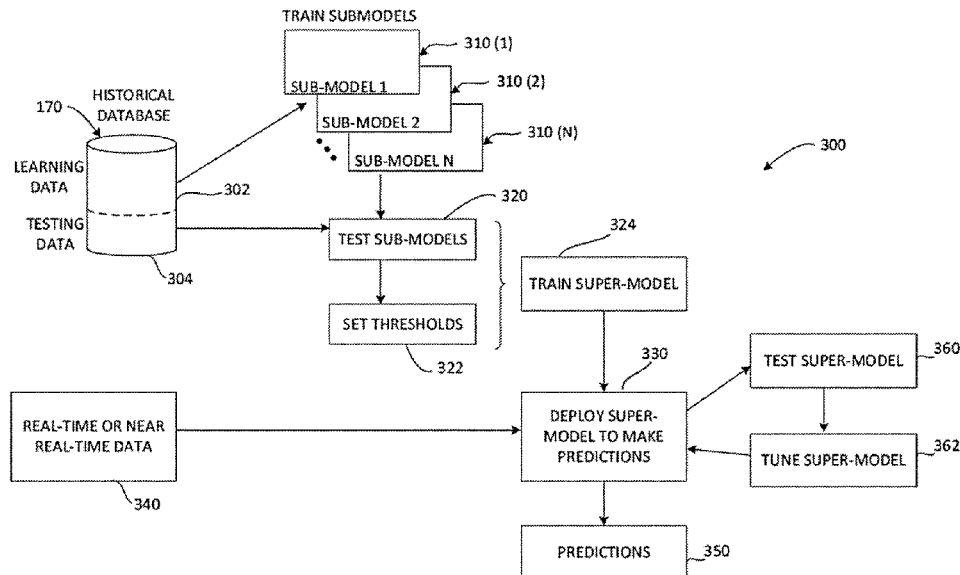 TRAIN SUBMODELS
310 (1)
SUB-MODEL 1
310 (2)
SUB-MODEL 2
310 (N)
SUB-MODEL N
HISTORICAL
DATABASE
170
LEARNING
DATA
302
TESTING
DATA
304
300
320
TEST SUB-MODELS
SET THRESHOLDS
322
324
TRAIN SUPER-MODEL
330
DEPLOY SUPER-
MODEL TO MAKE
PREDICTIONS
360
TEST SUPER-MODEL
362
TUNE SUPER-MODEL
REAL-TIME OR NEAR
REAL-TIME DATA
340
PREDICTIONS
350